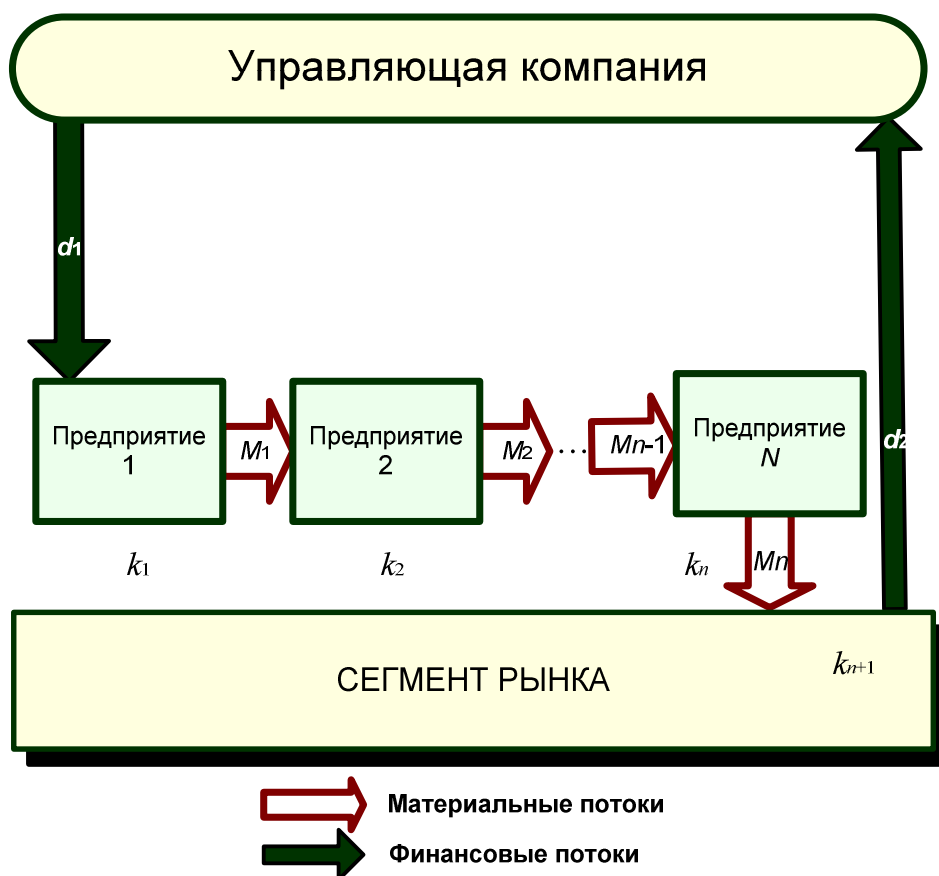 Управляющая компания
d1
Предприятие
1
M1
Предприятие
2
M2
...
Mn-1
Предприятие
N
d2
k1
k2
kn
Mn
СЕГМЕНТ РЫНКА
kn+1
Материальные потоки
Финансовые потоки